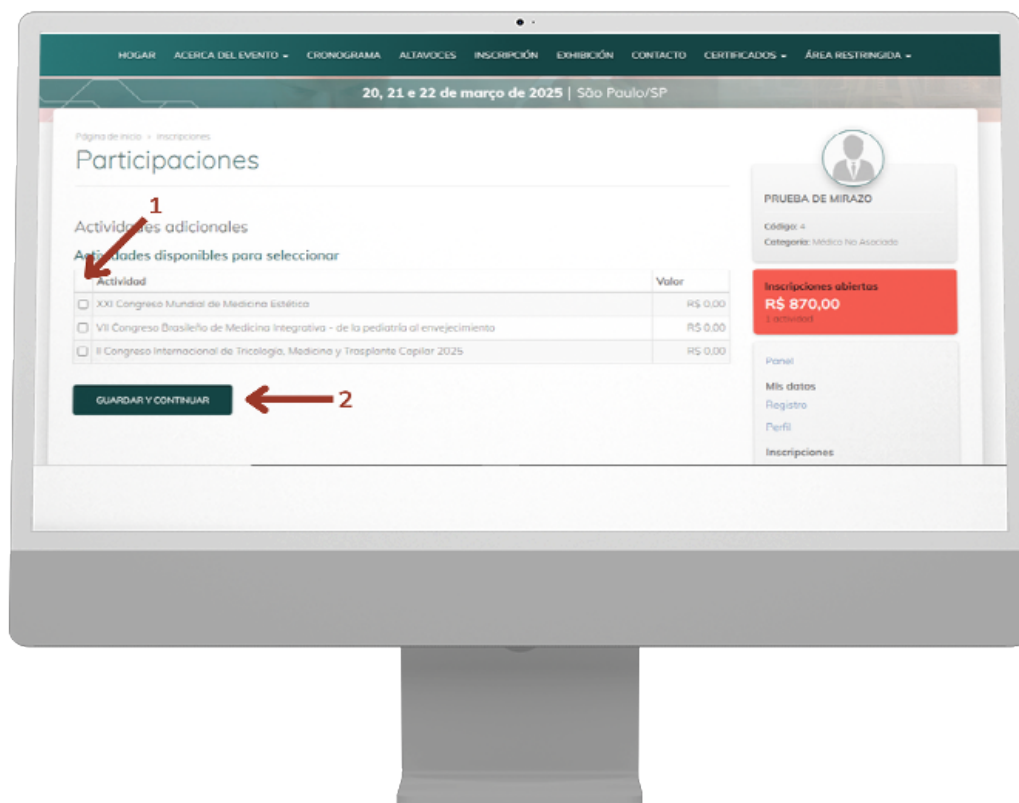 HOGAR ACERCA DEL EVENTO CRONOGRAMA ALTAVOCES INSCRIPCIÓN EXHIBICIÓN CONTACTO CERTIFICADOS ÁREA RESTRINGIDA
20, 21 e 22 de março de 2025 | São Paulo/SP
Página de inicio > Inscripciones
Participaciones
1
Actividades adicionales
Actividades disponibles para seleccionar
Actividad Valor
XXI Congreso Mundial de Medicina Estética R$ 0,00
VII Congreso Brasileño de Medicina Integrativa - de la pediatría al envejecimiento R$ 0,00
II Congreso Internacional de Tricología, Medicina y Trasplante Capilar 2025 R$ 0,00
GUARDAR Y CONTINUAR
2
PRUEBA DE MIRAZO
Código: 4
Categoría: Médico No Asociado
Inscripciones abiertas
R$ 870,00
1 actividad
Panel
Mis datos
Registro
Perfil
Inscripciones